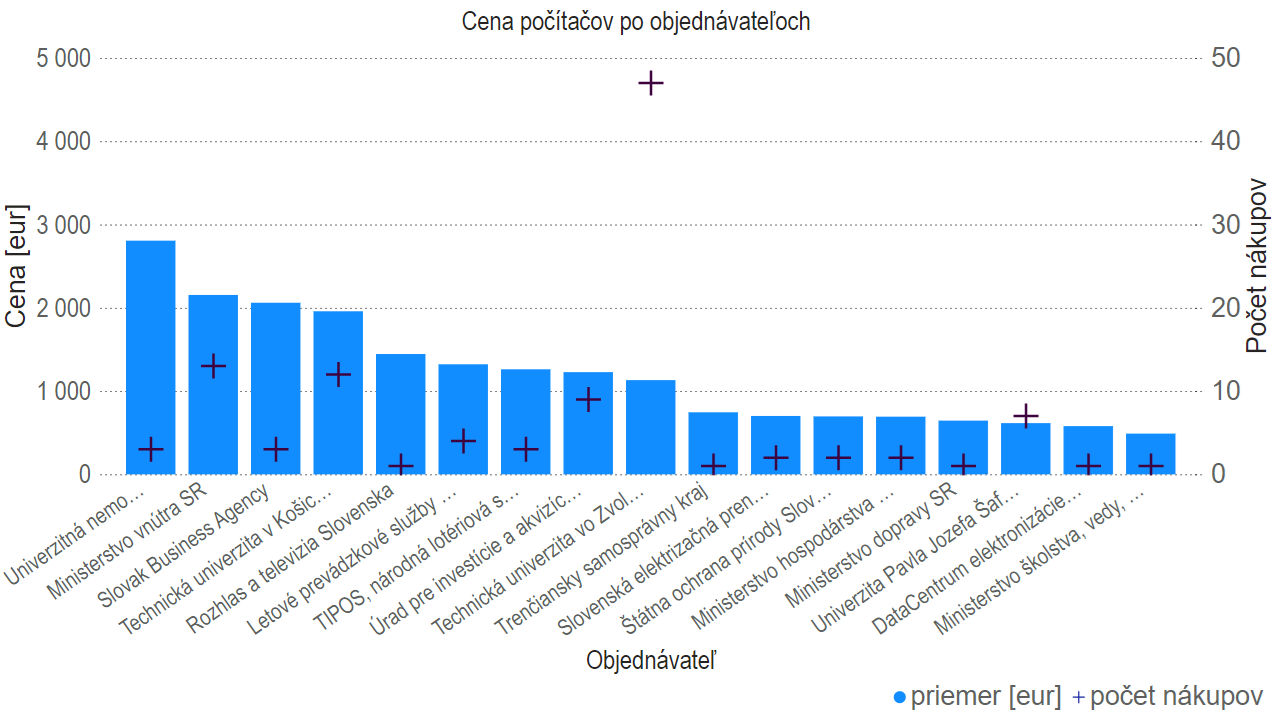 Cena počítačov po objednávateľoch
5 000
4 000
3 000
2 000
1 000
0
Cena [eur]
50
40
30
20
10
0
Počet nákupov
Univerzitná nemo…
Ministerstvo vnútra SR
Slovak Business Agency
Technická univerzita v Košic…
Rozhlas a televízia Slovenska
Letové prevádzkové služby …
TIPOS, národná lotériová s…
Úrad pre investície a akvizíc…
Technická univerzita vo Zvol…
Trenčiansky samosprávny kraj
Slovenská elektrizačná pren…
Štátna ochrana prírody Slov…
Ministerstvo hospodárstva …
Ministerstvo dopravy SR
Univerzita Pavla Jozefa Šaf…
DataCentrum elektronizácie…
Ministerstvo školstva, vedy, …
Objednávateľ
priemer [eur] počet nákupov